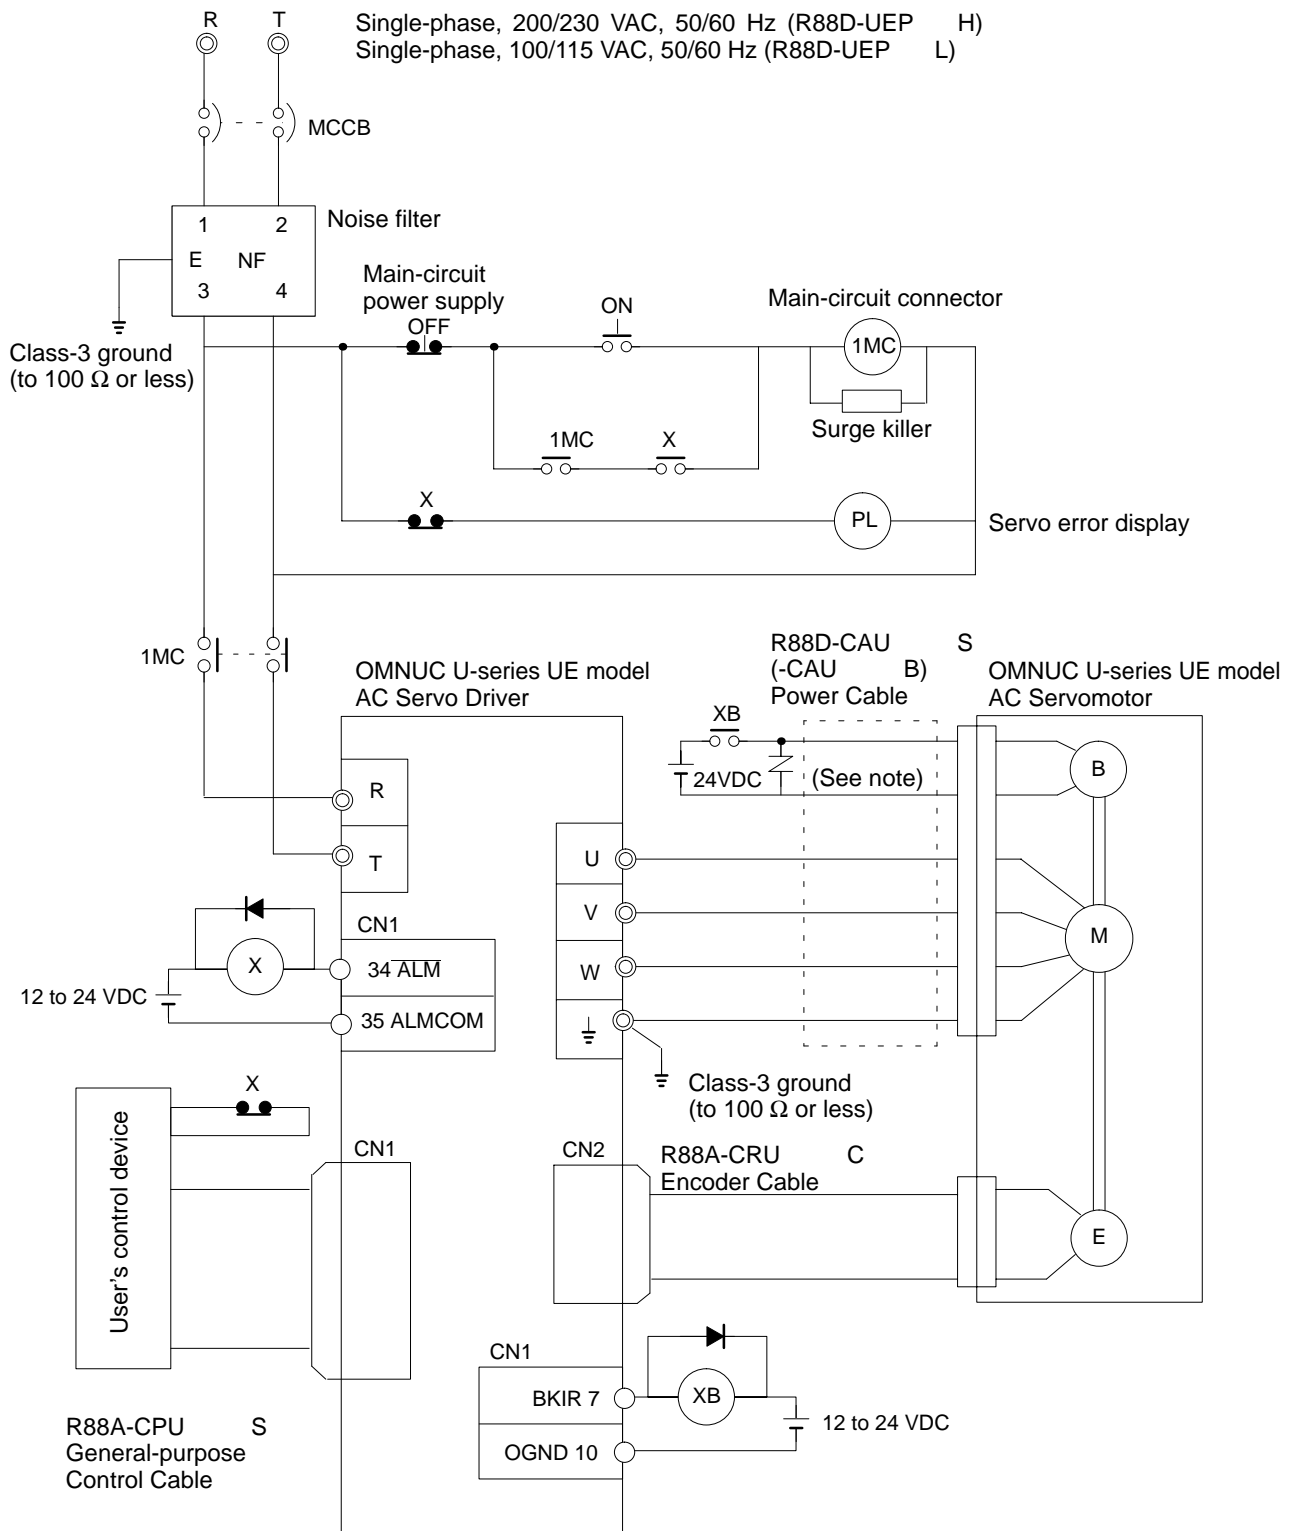 R T
Single-phase, 200/230 VAC, 50/60 Hz (R88D-UEP H)
Single-phase, 100/115 VAC, 50/60 Hz (R88D-UEP L)
MCCB
1 2
Noise filter
E NF
3 4
Class-3 ground
(to 100 Ω or less)
Main-circuit
power supply
OFF
ON
Main-circuit connector
1MC
Surge killer
1MC X
X
PL
Servo error display
1MC
OMNUC U-series UE model
AC Servo Driver
R88D-CAU S
(-CAU B)
Power Cable
OMNUC U-series UE model
AC Servomotor
XB
24VDC
(See note)
B
R
T
U
V
W
M
CN1
X
34 ALM
12 to 24 VDC
35 ALMCOM
Class-3 ground
(to 100 Ω or less)
X
User's control device
CN1
CN2
R88A-CRU C
Encoder Cable
E
CN1
BKIR 7
XB
12 to 24 VDC
OGND 10
R88A-CPU S
General-purpose
Control Cable